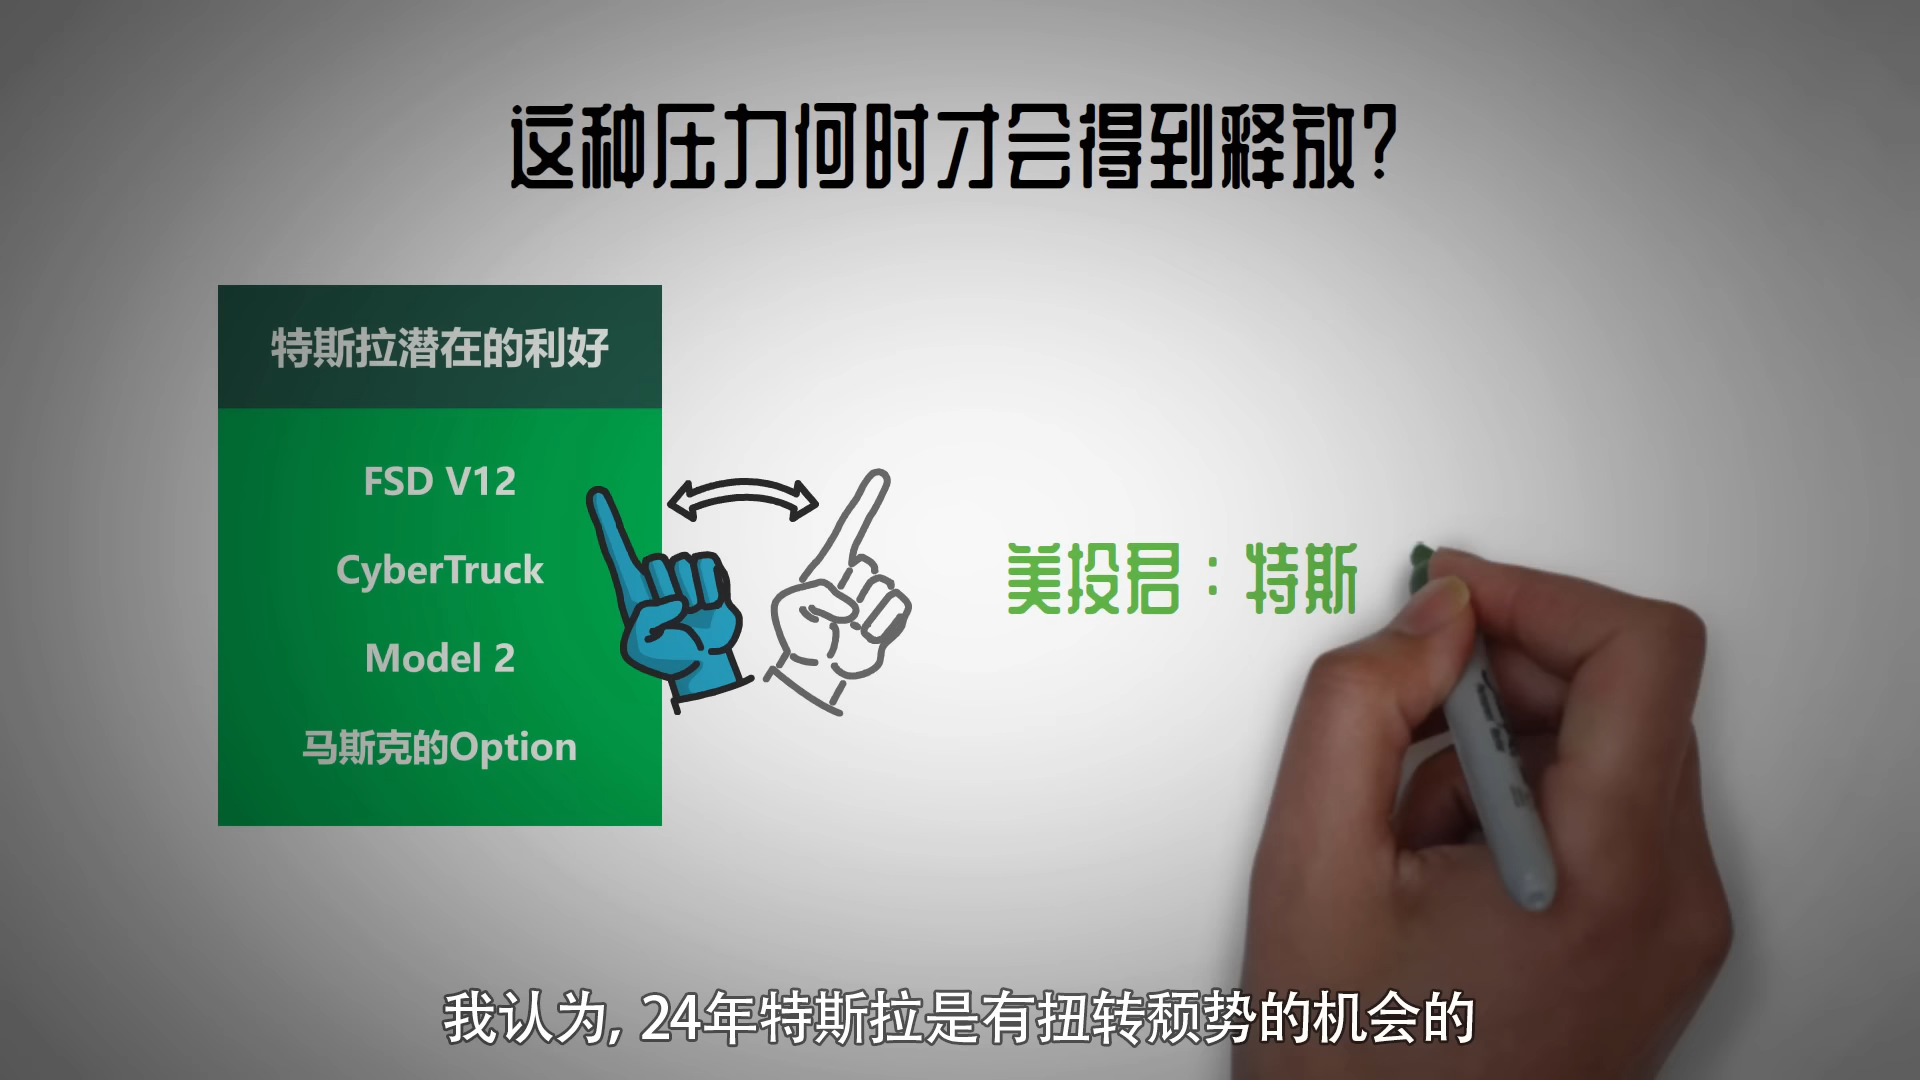 这种压力何时才会得到释放?
特斯拉潜在的利好
FSD V12
CyberTruck
Model 2
马斯克的Option
美投君：特斯
我认为, 24年特斯拉是有扭转颓势的机会的